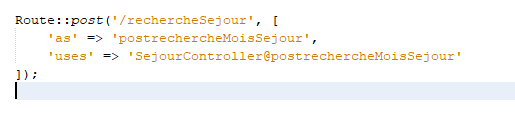 Route::post('/rechercheSejour', [
    'as' => 'postrechercheMoisSejour',
    'uses' => 'SejourController@postrechercheMoisSejour'
]);